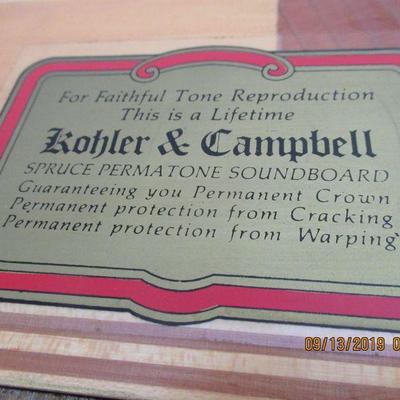 For Faithful Tone Reproduction
This is a Lifetime
Kohler & Campbell
SPRUCE PERMATONE SOUNDBOARD
Guaranteeing you Permanent Crown
Permanent protection from Cracking
Permanent protection from Warping
09/13/2019